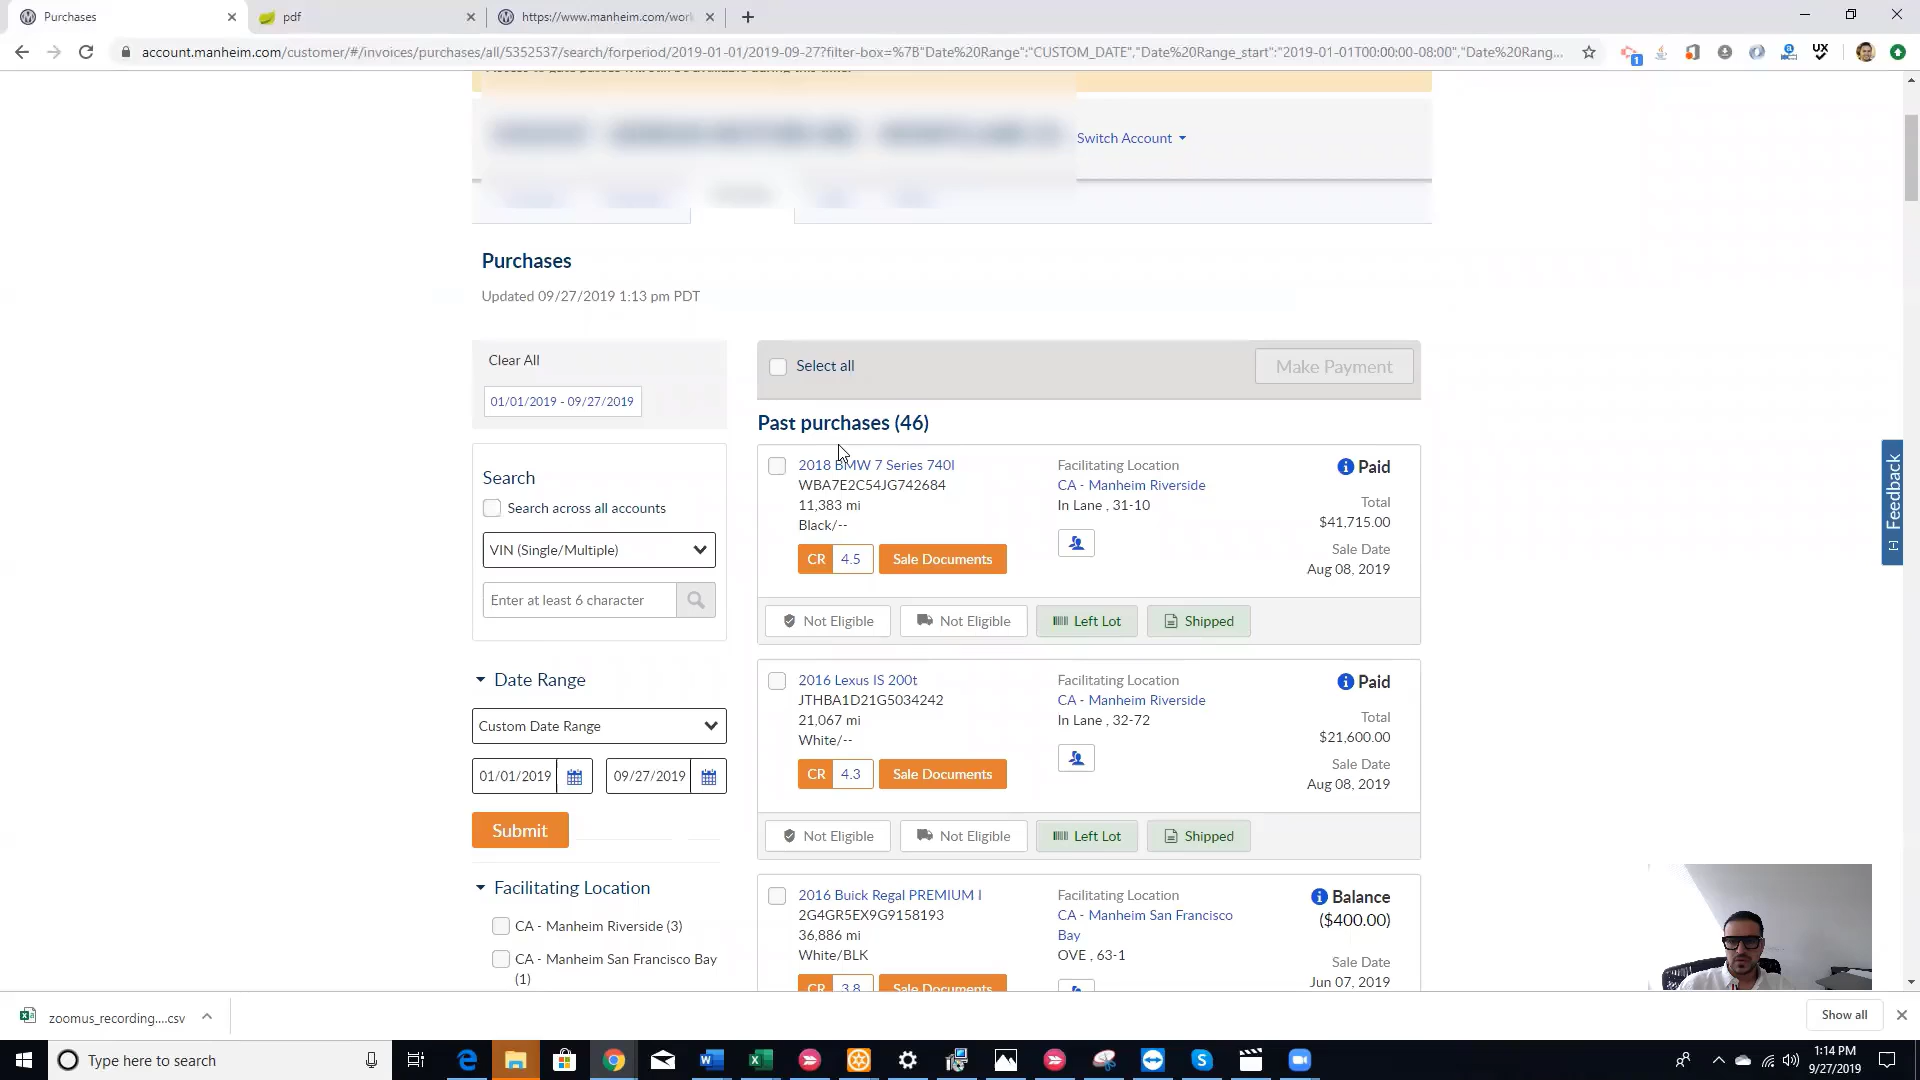 Purchases
pdf
https://www.manheim.com/worl
account.manheim.com/customer/#/invoices/purchases/all/5352537/search/forperiod/2019-01-01/2019-09-27?filter-box=%7B"Date%20Range":"CUSTOM_DATE","Date%20Range_start":"2019-01-01T00:00:00-08:00","Date%20Rang...
1
UX
Switch Account
Purchases
Updated 09/27/2019 1:13 pm PDT
Clear All
01/01/2019 - 09/27/2019
Search
Search across all accounts
VIN (Single/Multiple)
Enter at least 6 character
Date Range
Custom Date Range
01/01/2019
09/27/2019
Submit
Facilitating Location
CA - Manheim Riverside (3)
CA - Manheim San Francisco Bay
(1)
Select all
Make Payment
Past purchases (46)
2018 BMW 7 Series 740I
WBA7E2C54JG742684
11,383 mi
Black/--
CR 4.5 Sale Documents
Facilitating Location
CA - Manheim Riverside
In Lane , 31-10
Paid
Total
$41,715.00
Sale Date
Aug 08, 2019
Not Eligible Not Eligible Left Lot Shipped
2016 Lexus IS 200t
JTHBA1D21G5034242
21,067 mi
White/--
CR 4.3 Sale Documents
Facilitating Location
CA - Manheim Riverside
In Lane , 32-72
Paid
Total
$21,600.00
Sale Date
Aug 08, 2019
Not Eligible Not Eligible Left Lot Shipped
2016 Buick Regal PREMIUM I
2G4GR5EX9G9158193
36,886 mi
White/BLK
CR 3.8 Sale Documents
Facilitating Location
CA - Manheim San Francisco
Bay
OVE , 63-1
Balance
($400.00)
Sale Date
Jun 07, 2019
[-] Feedback
zoomus_recording....csv
Show all
Type here to search
1:14 PM
9/27/2019